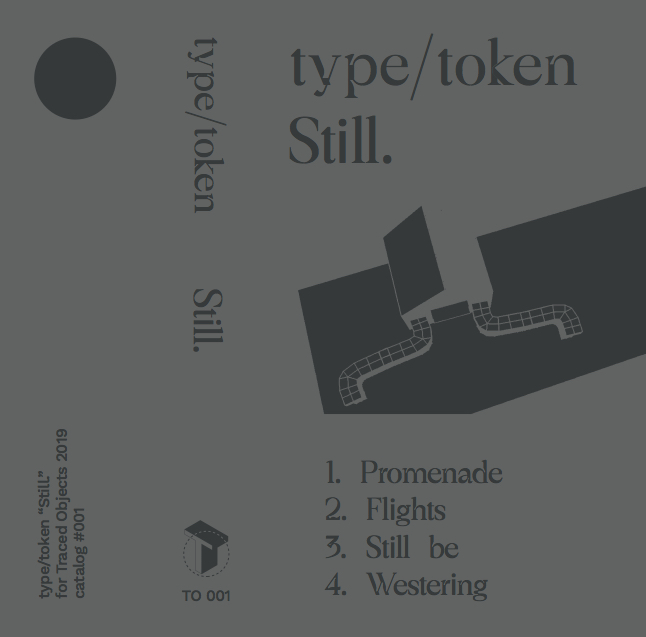 type/token
Still.
type/token Still.
1. Promenade
2. Flights
3. Still be
4. Westering
type/token “Still”
for Traced Objects 2019
catalog #001
TO 001